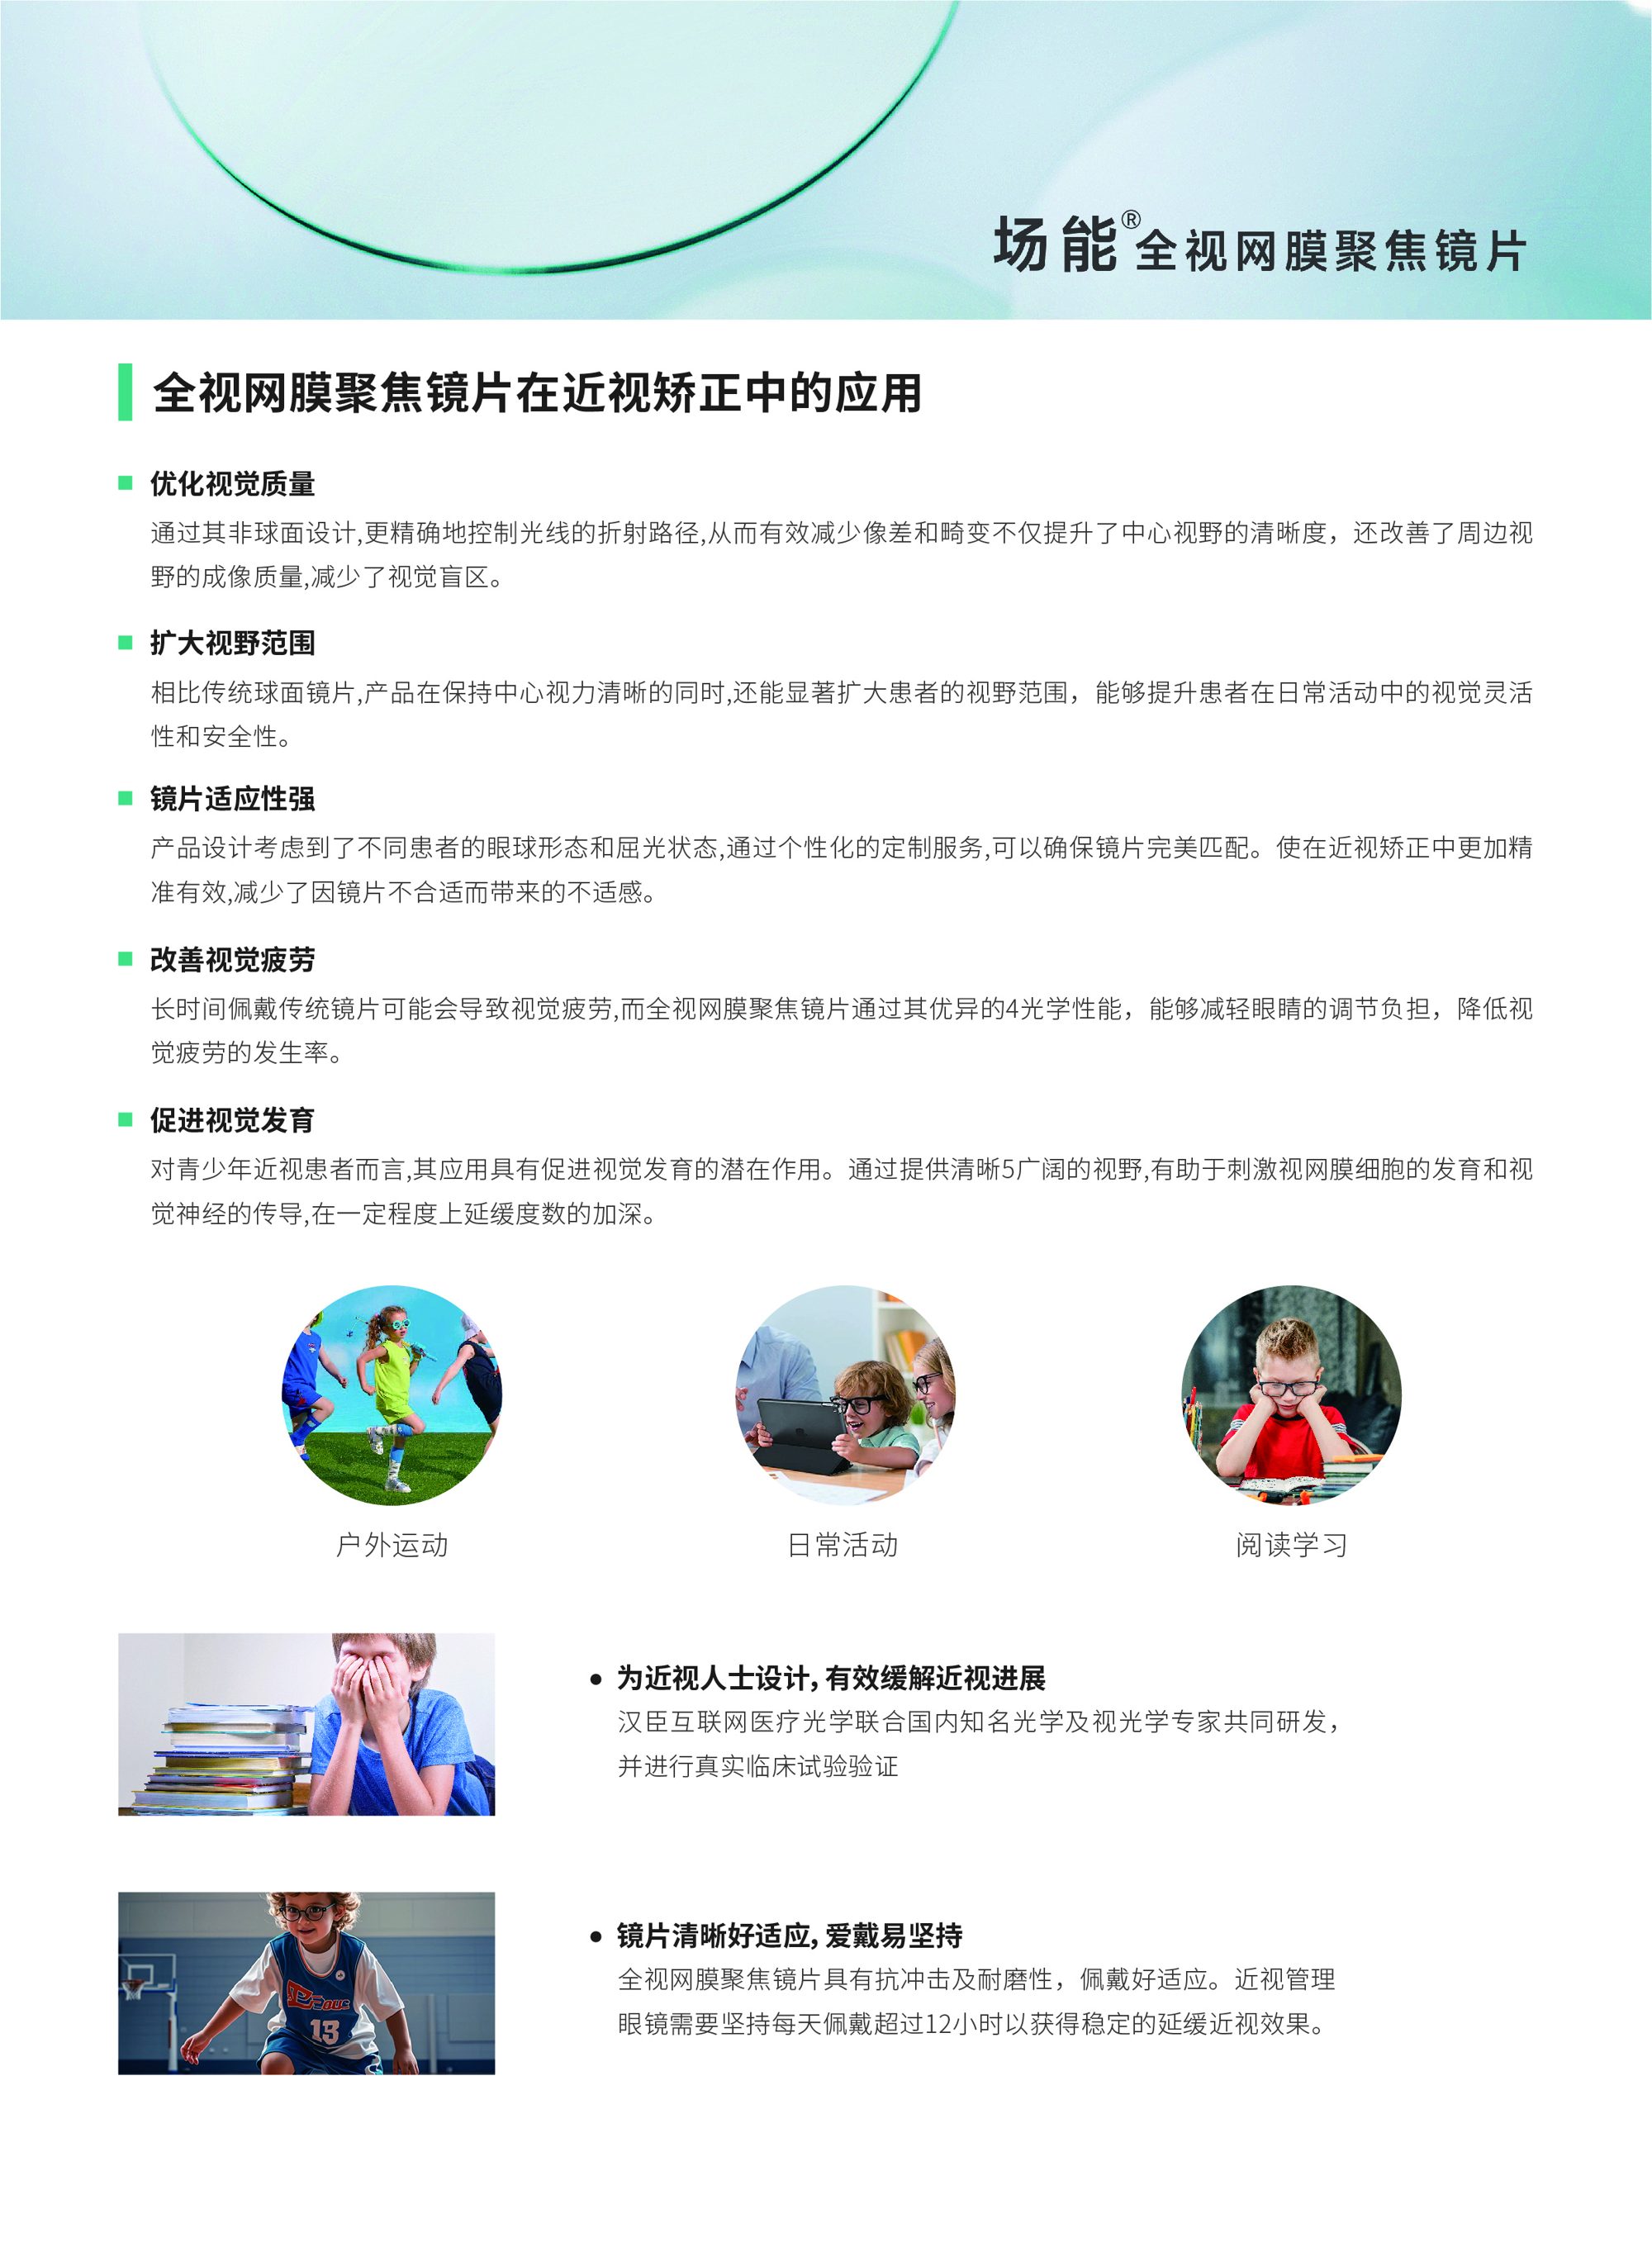 场能®全视网膜聚焦镜片
全视网膜聚焦镜片在近视矫正中的应用
优化视觉质量
通过其非球面设计,更精确地控制光线的折射路径,从而有效减少像差和畸变不仅提升了中心视野的清晰度，还改善了周边视
野的成像质量,减少了视觉盲区。
扩大视野范围
相比传统球面镜片,产品在保持中心视力清晰的同时,还能显著扩大患者的视野范围，能够提升患者在日常活动中的视觉灵活
性和安全性。
镜片适应性强
产品设计考虑到了不同患者的眼球形态和屈光状态,通过个性化的定制服务,可以确保镜片完美匹配。使在近视矫正中更加精
准有效,减少了因镜片不合适而带来的不适感。
改善视觉疲劳
长时间佩戴传统镜片可能会导致视觉疲劳,而全视网膜聚焦镜片通过其优异的4光学性能，能够减轻眼睛的调节负担，降低视
觉疲劳的发生率。
促进视觉发育
对青少年近视患者而言,其应用具有促进视觉发育的潜在作用。通过提供清晰5广阔的视野,有助于刺激视网膜细胞的发育和视
觉神经的传导,在一定程度上延缓度数的加深。
户外运动
日常活动
阅读学习
为近视人士设计，有效缓解近视进展
汉臣互联网医疗光学联合国内知名光学及视光学专家共同研发，
并进行真实临床试验验证
镜片清晰好适应，爱戴易坚持
全视网膜聚焦镜片具有抗冲击及耐磨性，佩戴好适应。近视管理
眼镜需要坚持每天佩戴超过12小时以获得稳定的延缓近视效果。
13